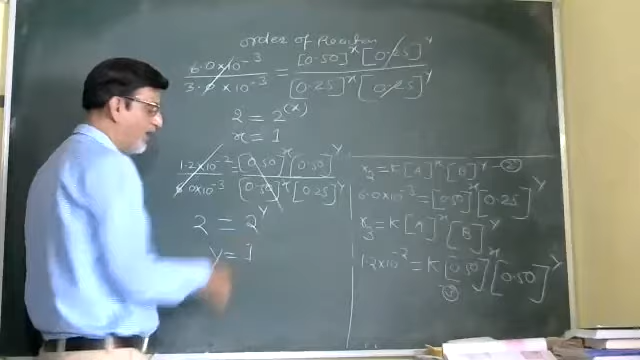 order of Reaction
6.0×10⁻³ / 3.0×10⁻³ = [0.50]ˣ [0.25]ʸ / [0.25]ˣ [0.25]ʸ
2 = 2⁽ˣ⁾
x = 1
1.2×10⁻² / 6.0×10⁻³ = [0.50]ˣ [0.50]ʸ / [0.50]ˣ [0.25]ʸ
2 = 2ʸ
y = 1
= K[A]ˣ [B]ʸ — ②
6.0×10⁻³ = [0.50]ˣ [0.25]ʸ
= K[A]ˣ [B]ʸ
1.2×10⁻² = K[0.50]ˣ [0.50]ʸ